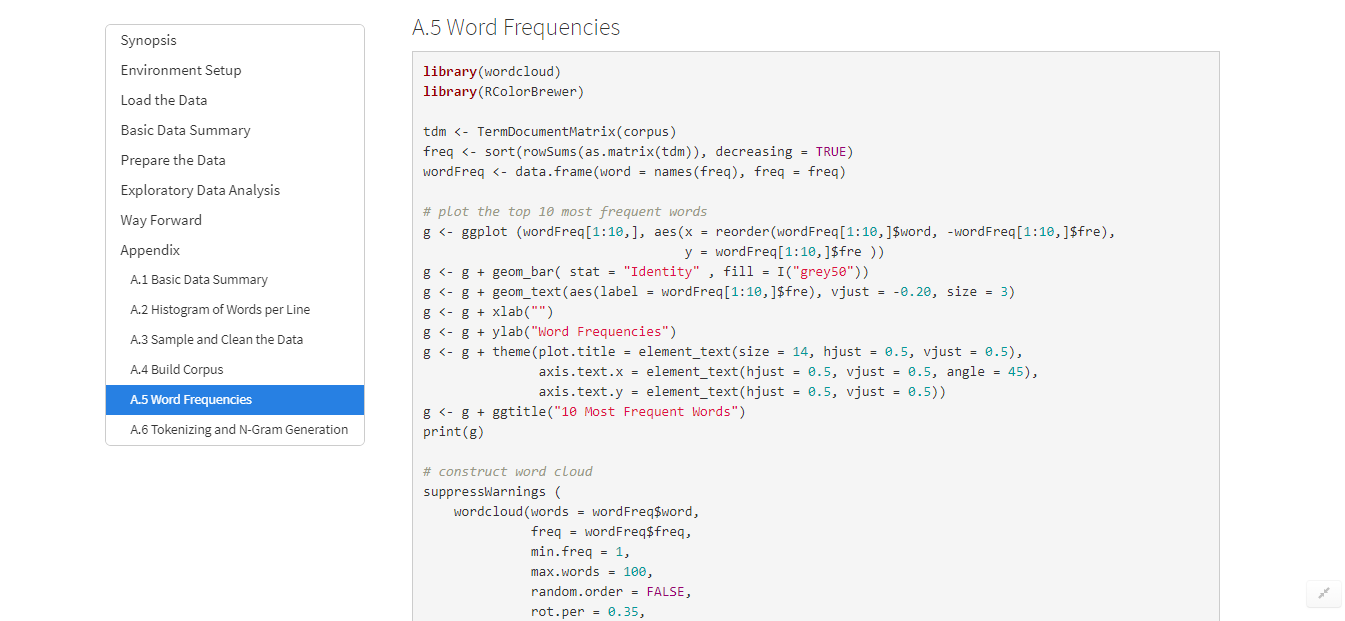 Synopsis
Environment Setup
Load the Data
Basic Data Summary
Prepare the Data
Exploratory Data Analysis
Way Forward
Appendix
A.1 Basic Data Summary
A.2 Histogram of Words per Line
A.3 Sample and Clean the Data
A.4 Build Corpus
A.5 Word Frequencies
A.6 Tokenizing and N-Gram Generation
A.5 Word Frequencies
library(wordcloud)
library(RColorBrewer)
tdm <- TermDocumentMatrix(corpus)
freq <- sort(rowSums(as.matrix(tdm)), decreasing = TRUE)
wordFreq <- data.frame(word = names(freq), freq = freq)
# plot the top 10 most frequent words
g <- ggplot (wordFreq[1:10,], aes(x = reorder(wordFreq[1:10,]$word, -wordFreq[1:10,]$fre),
y = wordFreq[1:10,]$fre ))
g <- g + geom_bar( stat = "Identity" , fill = I("grey50"))
g <- g + geom_text(aes(label = wordFreq[1:10,]$fre), vjust = -0.20, size = 3)
g <- g + xlab("")
g <- g + ylab("Word Frequencies")
g <- g + theme(plot.title = element_text(size = 14, hjust = 0.5, vjust = 0.5),
axis.text.x = element_text(hjust = 0.5, vjust = 0.5, angle = 45),
axis.text.y = element_text(hjust = 0.5, vjust = 0.5))
g <- g + ggtitle("10 Most Frequent Words")
print(g)
# construct word cloud
suppressWarnings (
wordcloud(words = wordFreq$word,
freq = wordFreq$freq,
min.freq = 1,
max.words = 100,
random.order = FALSE,
rot.per = 0.35,